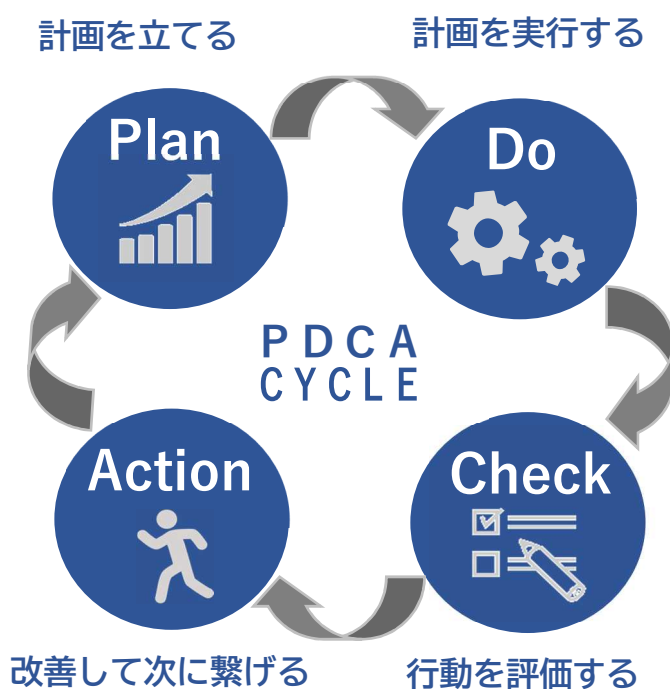 計画を立てる
計画を実行する
Plan
Do
PDCA
CYCLE
Action
Check
改善して次に繋げる
行動を評価する